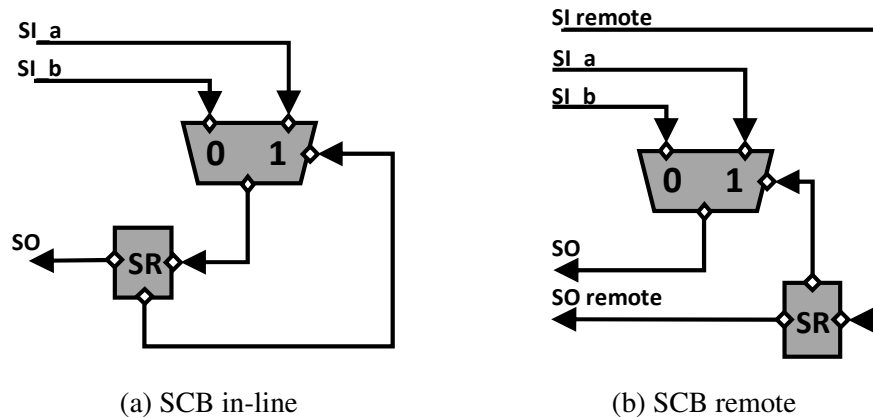 SI_a
SI_b
0 1
SO
SR
(a) SCB in-line
SI remote
SI_a
SI_b
0 1
SO
SO remote
SR
(b) SCB remote